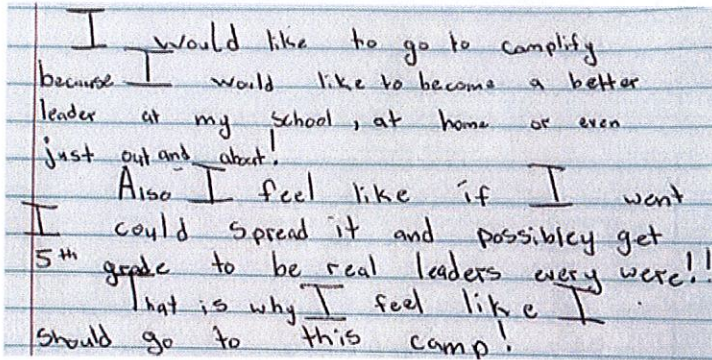 I would like to go to camplify
because I would like to become a better
leader at my school, at home or even
just out and about!
Also I feel like if I went
I could spread it and possibley get
5th grade to be real leaders every were!!
That is why I feel like I
should go to this camp!